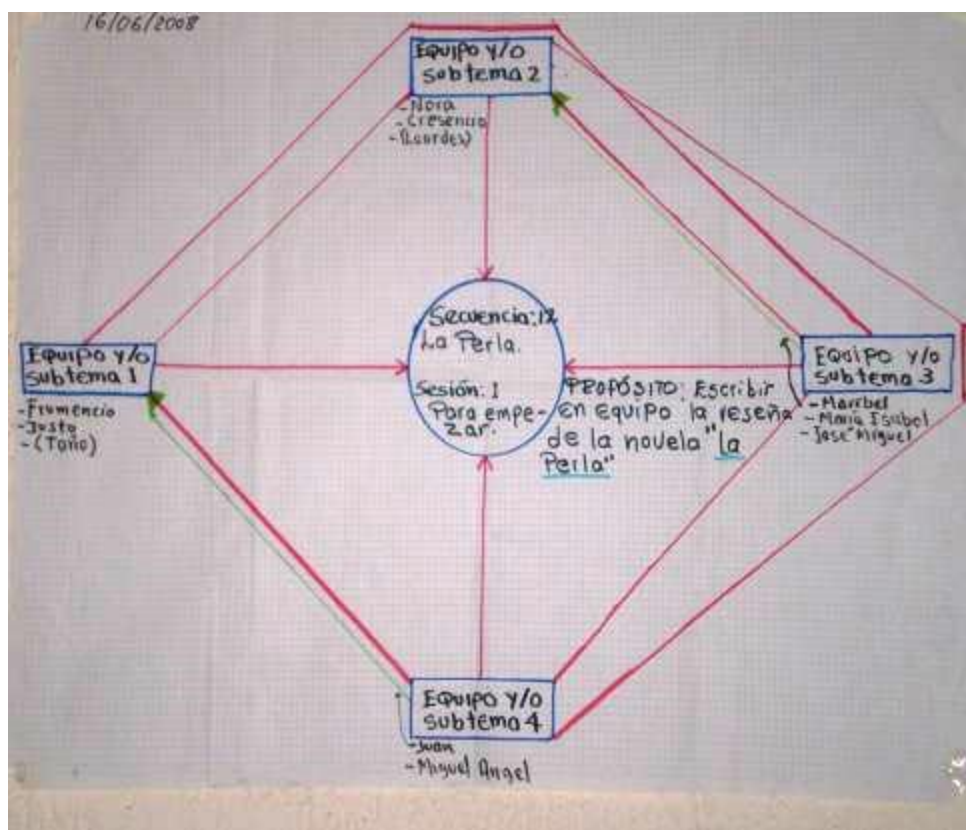 16/06/2008
Equipo y/o
subtema 2
- Nora
- Cresencio
- (Lourdes)
Equipo y/o
subtema 1
- Frumencio
- Justo
- (Toño)
Secuencia: 12
La Perla.
Sesión: 1
Para empe-
zar.
PROPÓSITO: Escribir
en equipo la reseña
de la novela "la
Perla"
Equipo y/o
subtema 3
- Maribel
- María Isabel
- José Miguel
Equipo y/o
subtema 4
- Juan
- Miguel Angel